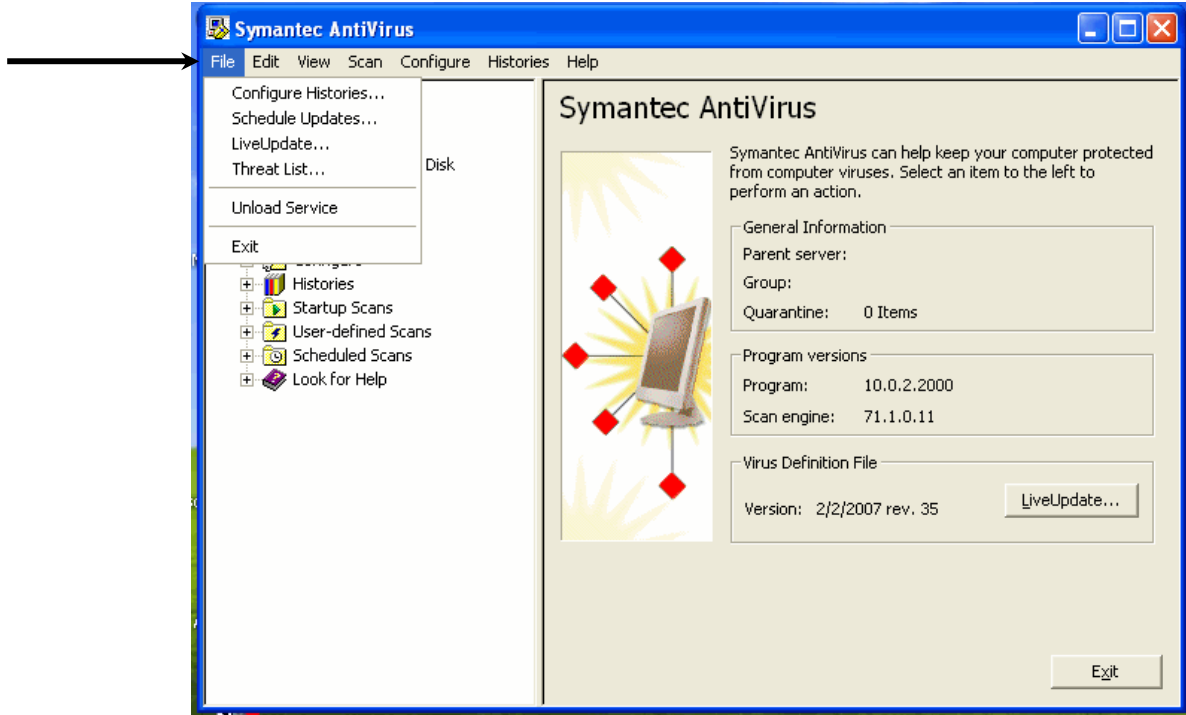 Symantec AntiVirus
File Edit View Scan Configure Histories Help
Configure Histories...
Schedule Updates...
LiveUpdate...
Threat List...
Unload Service
Exit
Disk
Histories
Startup Scans
User-defined Scans
Scheduled Scans
Look for Help
Symantec AntiVirus
Symantec AntiVirus can help keep your computer protected
from computer viruses. Select an item to the left to
perform an action.
General Information
Parent server:
Group:
Quarantine: 0 Items
Program versions
Program: 10.0.2.2000
Scan engine: 71.1.0.11
Virus Definition File
Version: 2/2/2007 rev. 35
LiveUpdate...
Exit